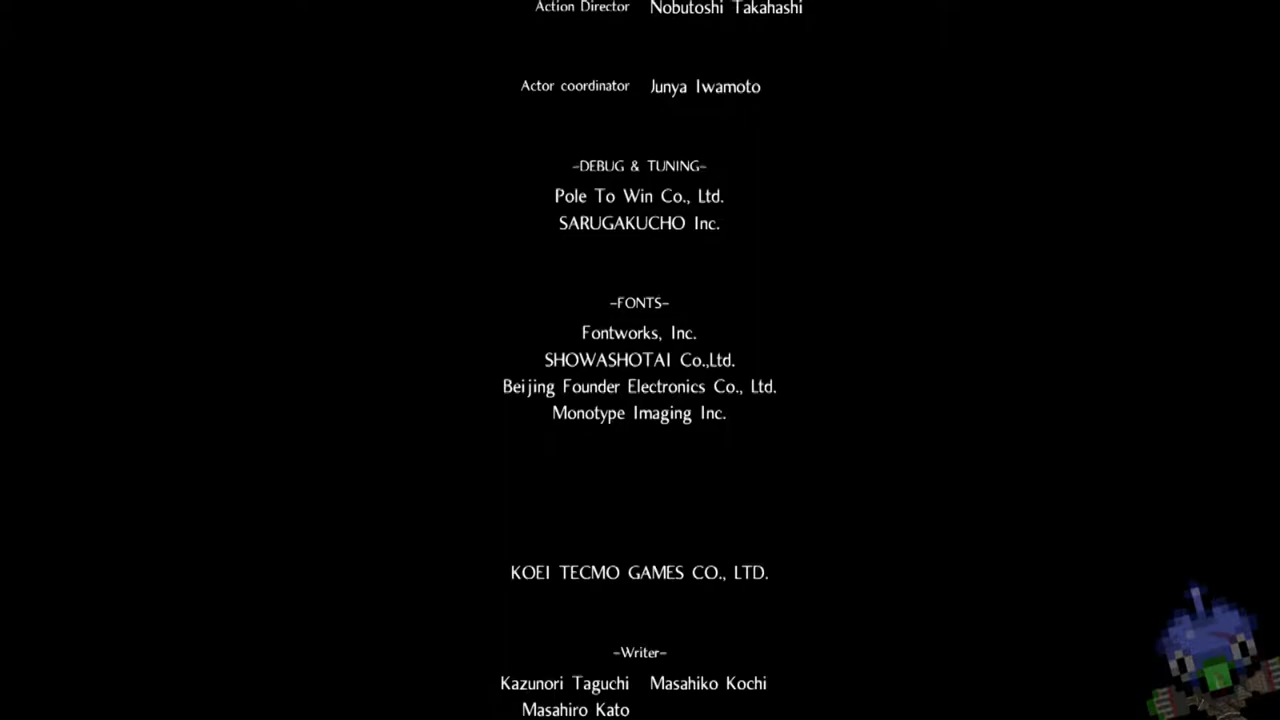 Action Director Nobutoshi Takahashi
Actor coordinator Junya Iwamoto
-DEBUG & TUNING-
Pole To Win Co., Ltd.
SARUGAKUCHO Inc.
-FONTS-
Fontworks, Inc.
SHOWASHOTAI Co.,Ltd.
Beijing Founder Electronics Co., Ltd.
Monotype Imaging Inc.
KOEI TECMO GAMES CO., LTD.
-Writer-
Kazunori Taguchi Masahiko Kochi
Masahiro Kato